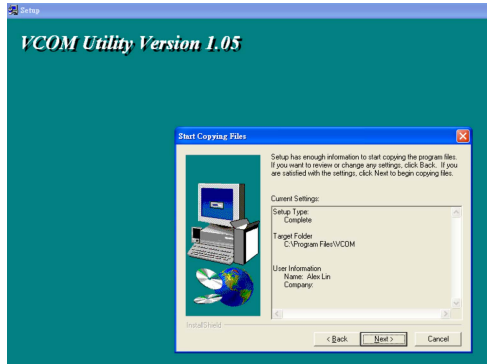 Setup
VCOM Utility Version 1.05
Start Copying Files
Setup has enough information to start copying the program files.
If you want to review or change any settings, click Back. If you
are satisfied with the settings, click Next to begin copying files.
Current Settings:
Setup Type:
Complete
Target Folder
C:\Program Files\VCOM
User Information
Name: Alex Lin
Company:
InstallShield
< Back
Next >
Cancel